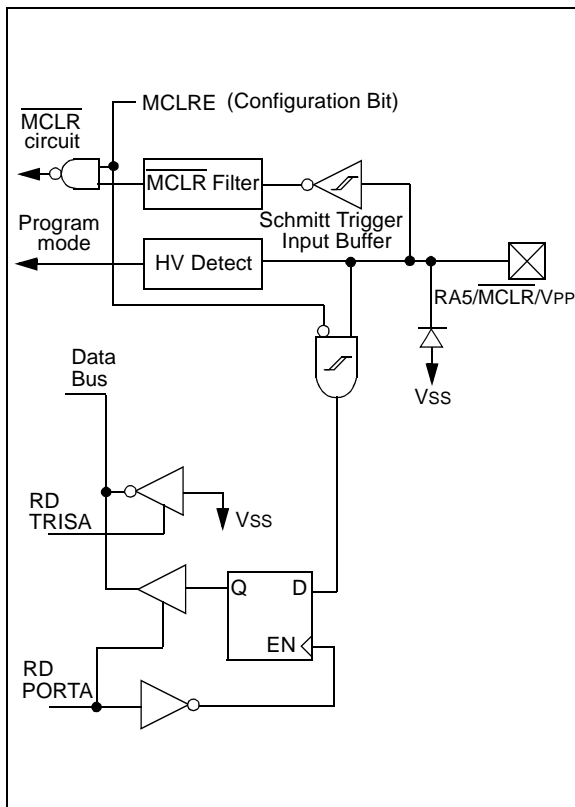 MCLRE (Configuration Bit)
MCLR
circuit
MCLR Filter
Schmitt Trigger
Input Buffer
Program
mode
HV Detect
RA5/MCLR/VPP
VSS
Data
Bus
RD
TRISA
VSS
Q
D
EN
RD
PORTA